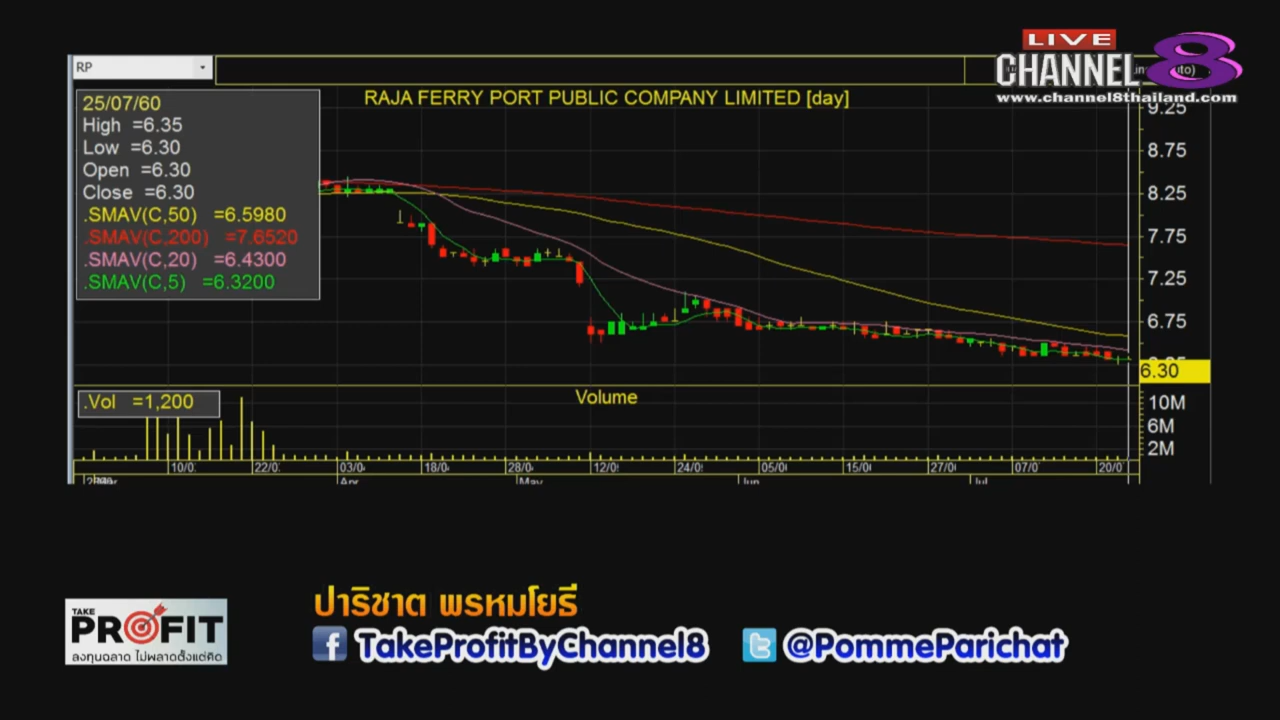 LIVE
CHANNEL 8
www.channel8thailand.com
RP
RAJA FERRY PORT PUBLIC COMPANY LIMITED [day]
25/07/60
High =6.35
Low =6.30
Open =6.30
Close =6.30
.SMAV(C,50) =6.5980
.SMAV(C,200) =7.6520
.SMAV(C,20) =6.4300
.SMAV(C,5) =6.3200
9.25
8.75
8.25
7.75
7.25
6.75
6.30
.Vol =1,200
Volume
10M
6M
2M
10/0 22/0 03/0 18/0 28/0 12/0 24/0 05/0 15/0 27/0 07/0 20/0
Apr May Jun Jul
TAKE
PROFIT
ลงทุนฉลาด ไม่พลาดตั้งแต่คิด
ปาริชาต พรหมโยธี
TakeProfitByChannel8
@PommeParichat